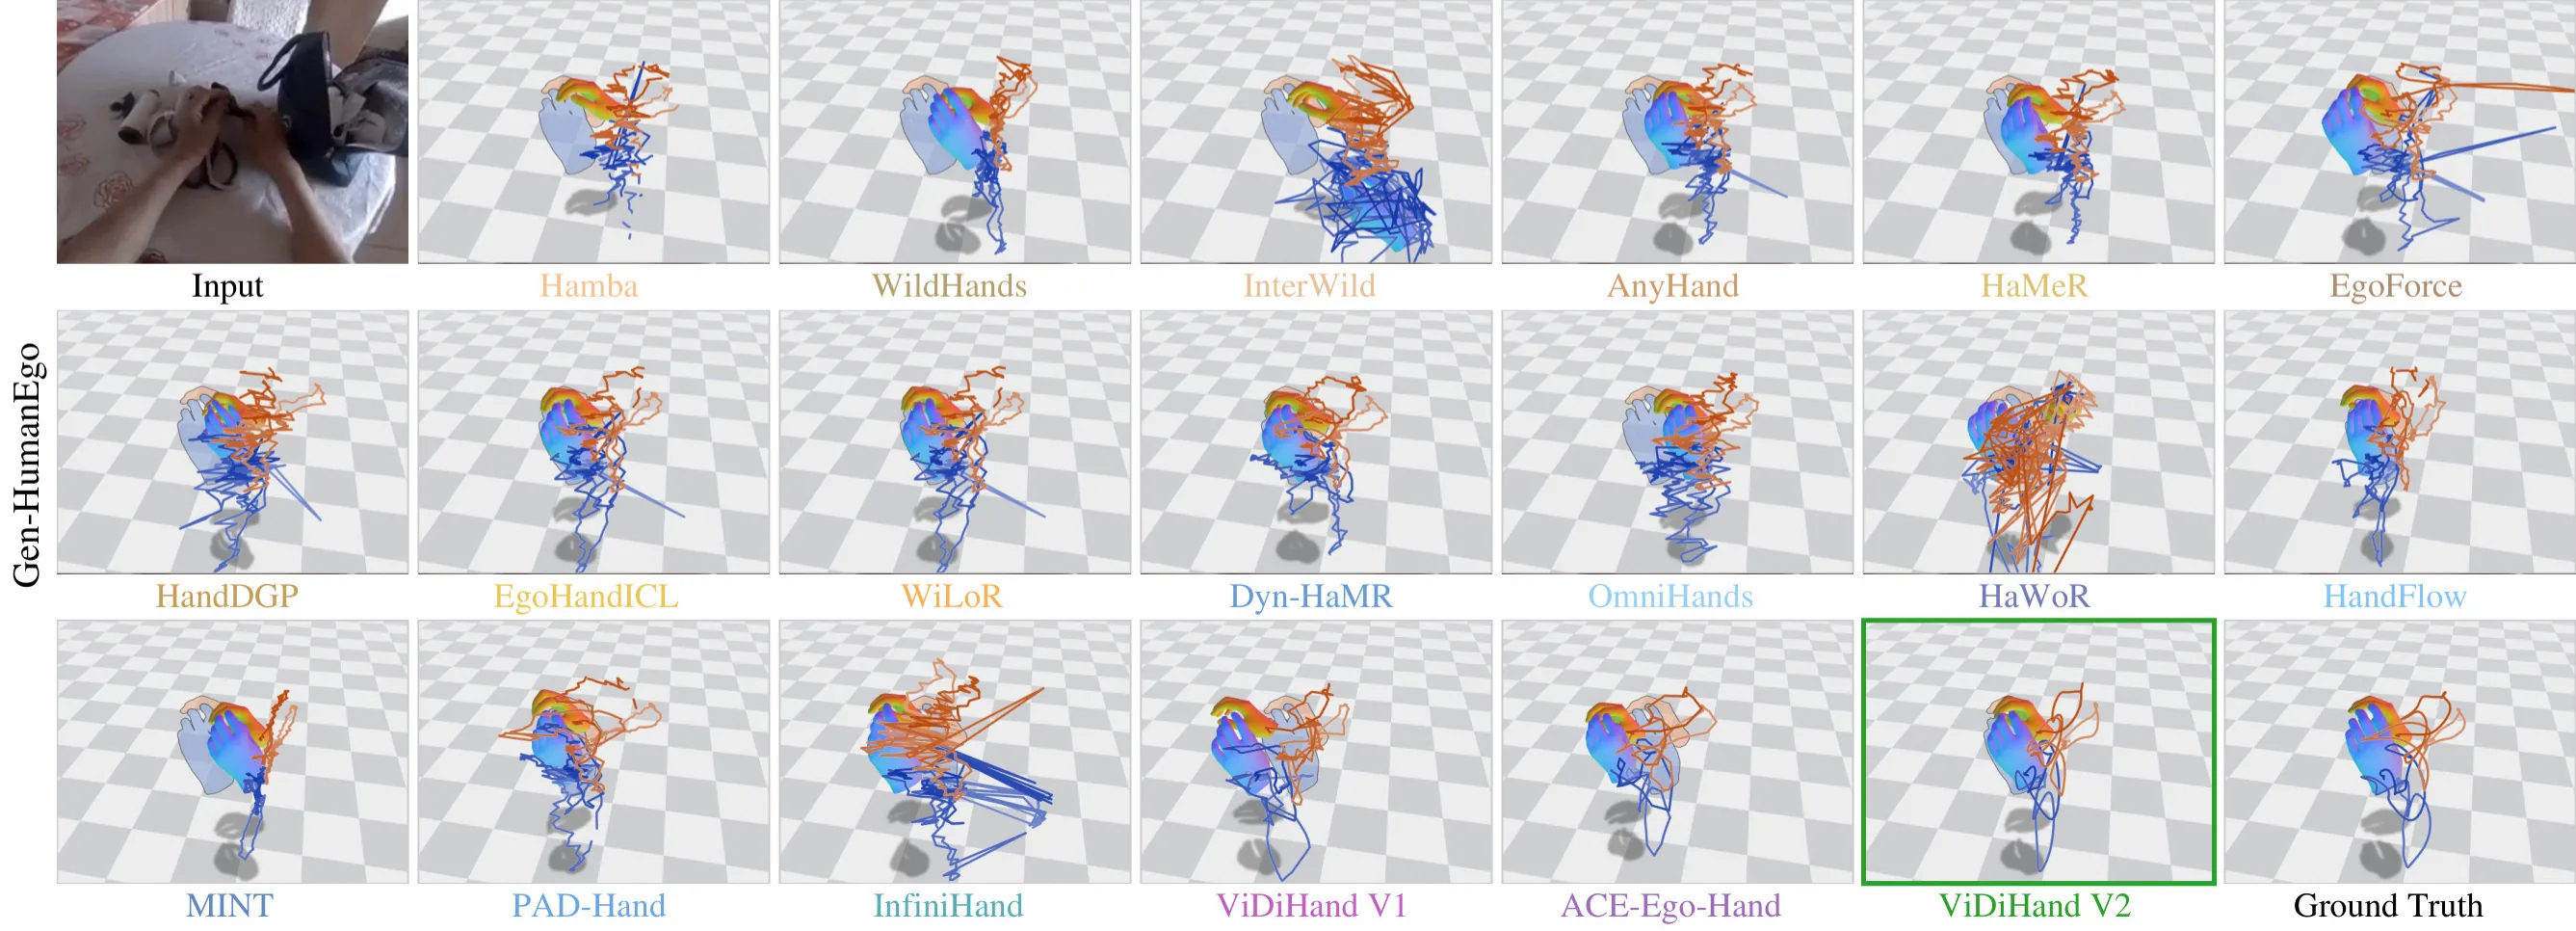 Gen-HumanEgo
Input
Hamba
WildHands
InterWild
AnyHand
HaMeR
EgoForce
HandDGP
EgoHandICL
WiLoR
Dyn-HaMR
OmniHands
HaWoR
HandFlow
MINT
PAD-Hand
InfiniHand
ViDiHand V1
ACE-Ego-Hand
ViDiHand V2
Ground Truth